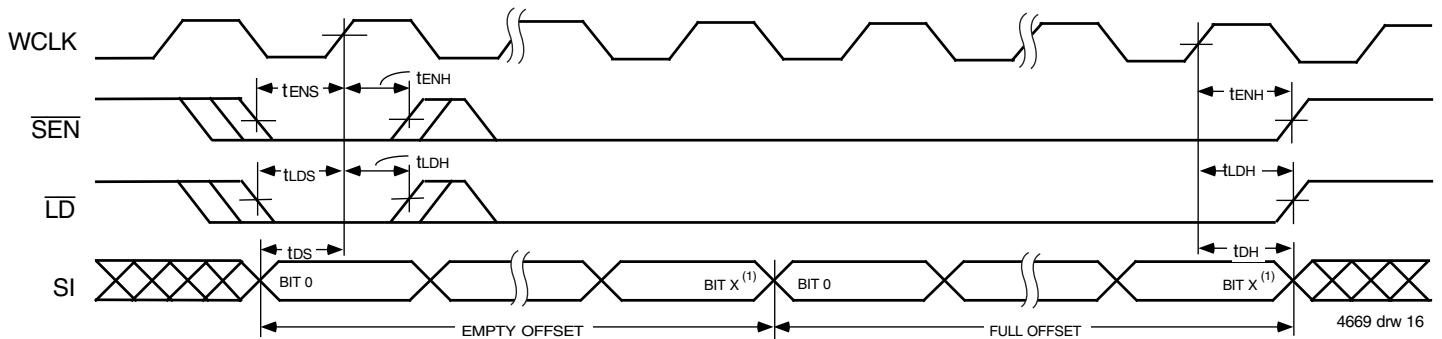 WCLK
tENS
tENH
tENH
SEN
tLDS
tLDH
tLDH
LD
tDS
tDH
SI
BIT 0
BIT X (1)
BIT 0
BIT X (1)
EMPTY OFFSET
FULL OFFSET
4669 drw 16